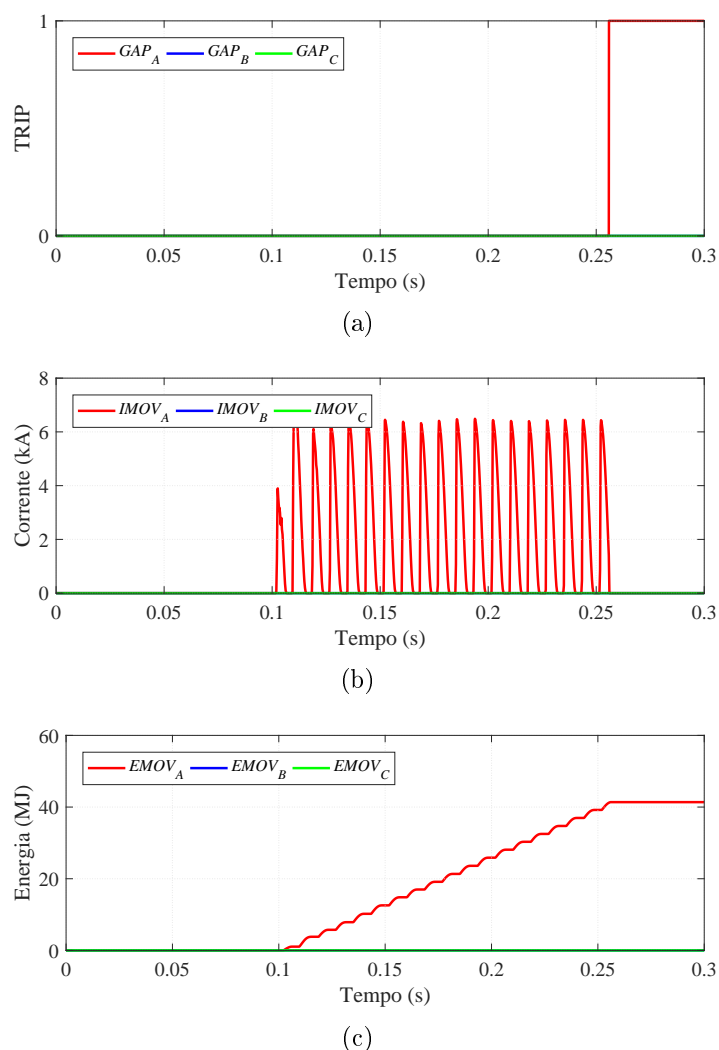 1
GAP_A GAP_B GAP_C
TRIP
0
0 0.05 0.1 0.15 0.2 0.25 0.3
Tempo (s)
(a)
8
IMOV_A IMOV_B IMOV_C
6
Corrente (kA)
4
2
0
0 0.05 0.1 0.15 0.2 0.25 0.3
Tempo (s)
(b)
60
EMOV_A EMOV_B EMOV_C
40
Energia (MJ)
20
0
0 0.05 0.1 0.15 0.2 0.25 0.3
Tempo (s)
(c)